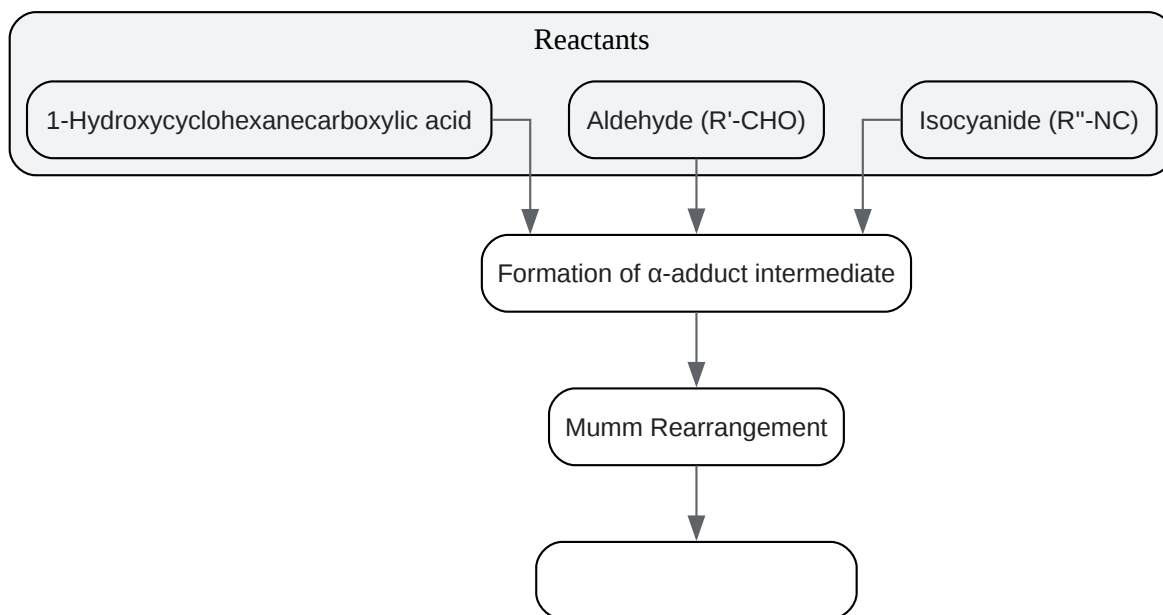 Reactants
1-Hydroxycyclohexanecarboxylic acid
Aldehyde (R'-CHO)
Isocyanide (R"-NC)
Formation of α-adduct intermediate
Mumm Rearrangement